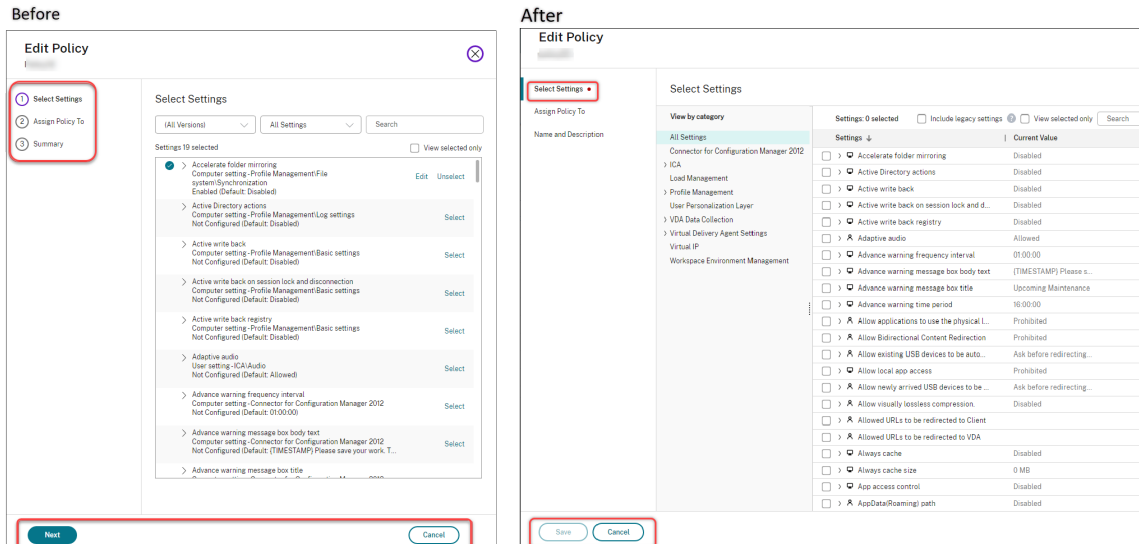 Before
Edit Policy
1 Select Settings
2 Assign Policy To
3 Summary
Select Settings
(All Versions)
All Settings
Search
Settings 19 selected
View selected only
Accelerate folder mirroring
Computer setting - Profile Management\File
system\Synchronization
Enabled (Default: Disabled)
Edit Unselect
Active Directory actions
Computer setting - Profile Management\Log settings
Not Configured (Default: Disabled)
Select
Active write back
Computer setting - Profile Management\Basic settings
Not Configured (Default: Disabled)
Select
Active write back on session lock and disconnection
Computer setting - Profile Management\Basic settings
Not Configured (Default: Disabled)
Select
Active write back registry
Computer setting - Profile Management\Basic settings
Not Configured (Default: Disabled)
Select
Adaptive audio
User setting - ICA\Audio
Not Configured (Default: Allowed)
Select
Advance warning frequency interval
Computer setting - Connector for Configuration Manager 2012
Not Configured (Default: 01:00:00)
Select
Advance warning message box body text
Computer setting - Connector for Configuration Manager 2012
Not Configured (Default: {TIMESTAMP} Please save your work. T...
Select
Advance warning message box title
Next
Cancel
After
Edit Policy
Select Settings
Assign Policy To
Name and Description
Select Settings
View by category
All Settings
Connector for Configuration Manager 2012
ICA
Load Management
Profile Management
User Personalization Layer
VDA Data Collection
Virtual Delivery Agent Settings
Virtual IP
Workspace Environment Management
Settings: 0 selected
Include legacy settings
View selected only
Search
Settings ↓ Current Value
Accelerate folder mirroring Disabled
Active Directory actions Disabled
Active write back Disabled
Active write back on session lock and d... Disabled
Active write back registry Disabled
Adaptive audio Allowed
Advance warning frequency interval 01:00:00
Advance warning message box body text {TIMESTAMP} Please s...
Advance warning message box title Upcoming Maintenance
Advance warning time period 16:00:00
Allow applications to use the physical l... Prohibited
Allow Bidirectional Content Redirection Prohibited
Allow existing USB devices to be auto... Ask before redirecting...
Allow local app access Prohibited
Allow newly arrived USB devices to be ... Ask before redirecting...
Allow visually lossless compression. Disabled
Allowed URLs to be redirected to Client
Allowed URLs to be redirected to VDA
Always cache Disabled
Always cache size 0 MB
App access control Disabled
AppData(Roaming) path Disabled
Save
Cancel